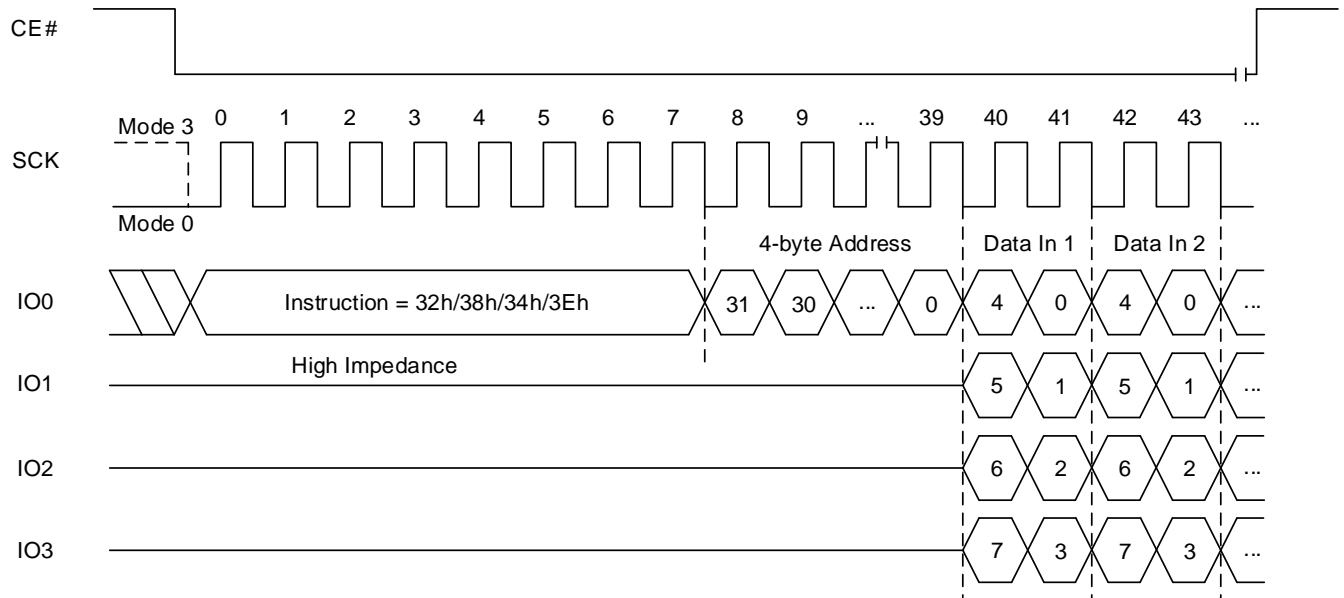 CE#
Mode 3
0 1 2 3 4 5 6 7 8 9 ... 39 40 41 42 43 ...
SCK
Mode 0
4-byte Address Data In 1 Data In 2
IO0 Instruction = 32h/38h/34h/3Eh 31 30 ... 0 4 0 4 0 ...
High Impedance
IO1 5 1 5 1 ...
IO2 6 2 6 2 ...
IO3 7 3 7 3 ...